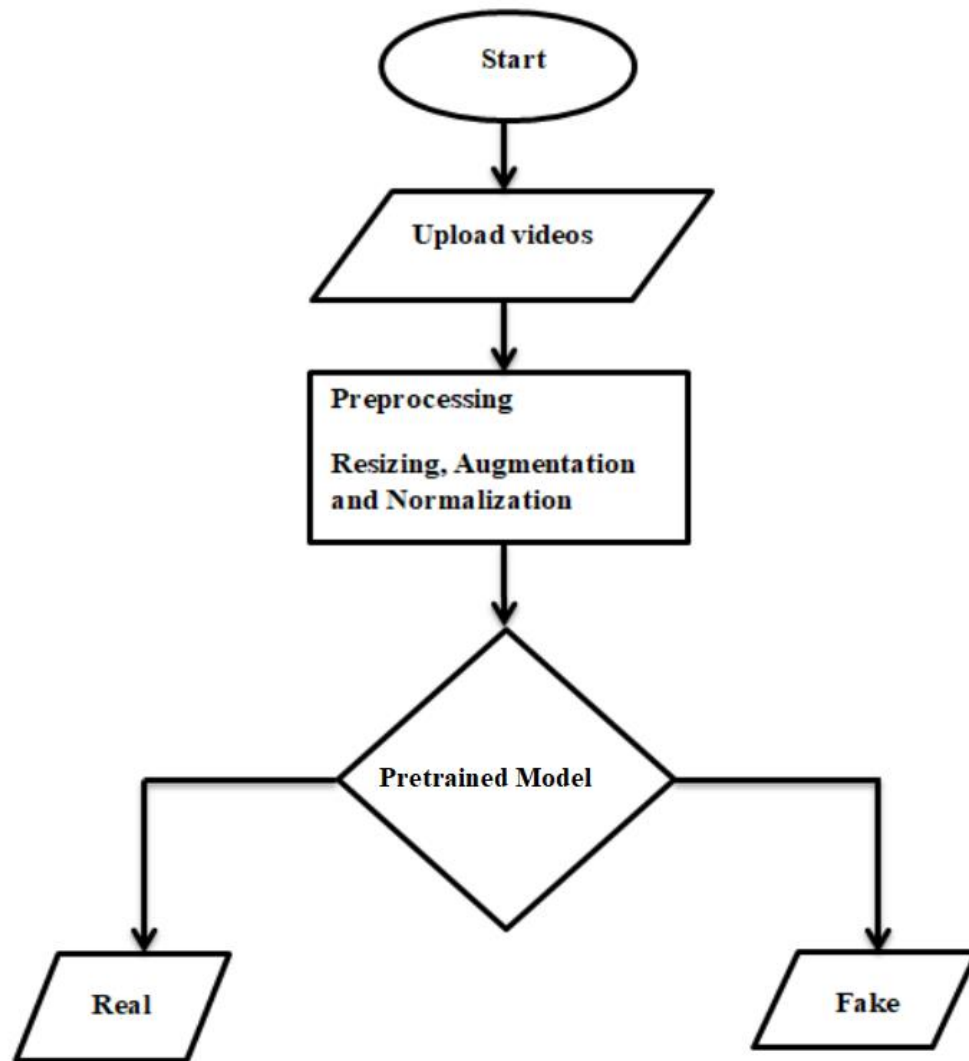 Start
Upload videos
Preprocessing
Resizing, Augmentation
and Normalization
Pretrained Model
Real
Fake